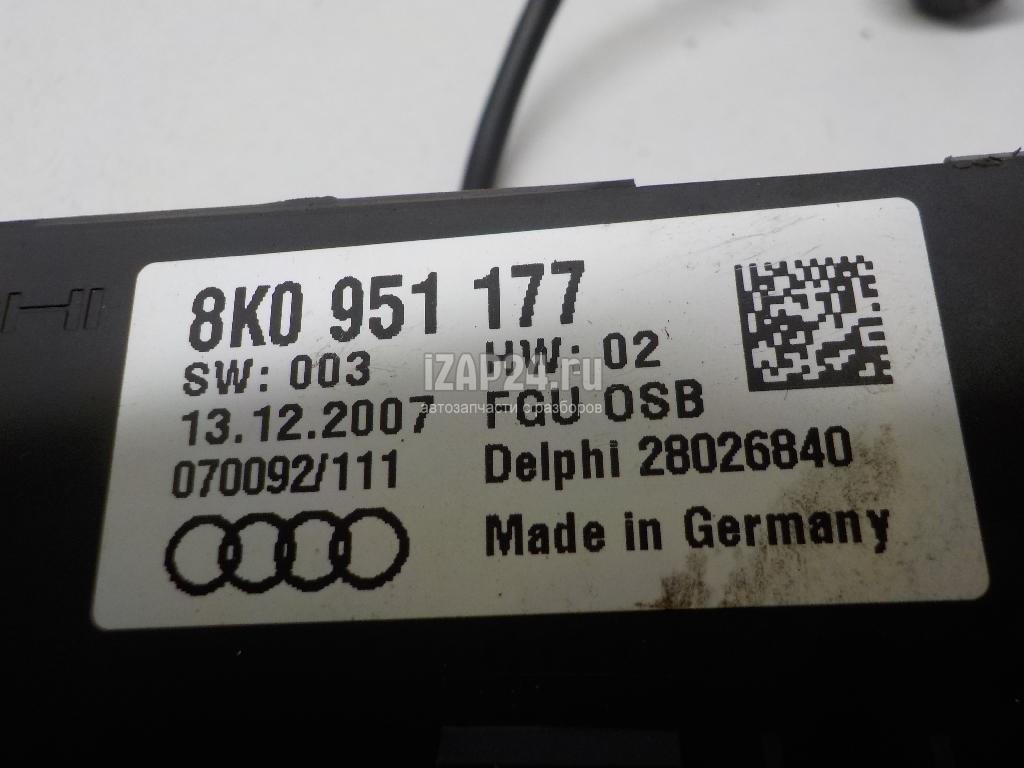 8K0 951 177
SW: 003 HW: 02
13.12.2007 FGU OSB
070092/111 Delphi 28026840
Made in Germany
iZAP24.ru
автозапчасти с разборов